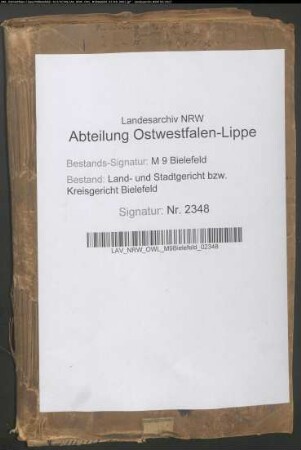 Landesarchiv NRW
Abteilung Ostwestfalen-Lippe
Bestands-Signatur: M 9 Bielefeld
Bestand: Land- und Stadtgericht bzw.
Kreisgericht Bielefeld
Signatur: Nr. 2348
LAV_NRW_OWL_M9Bielefeld_02348